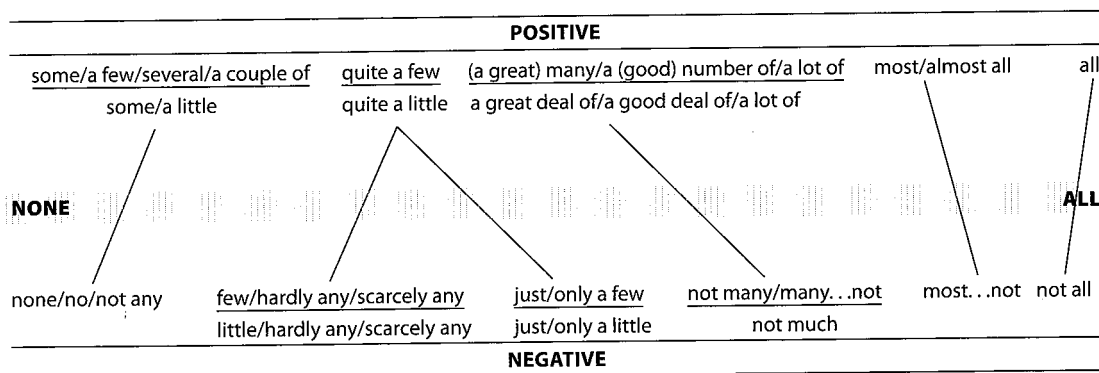 POSITIVE
some/a few/several/a couple of quite a few (a great) many/a (good) number of/a lot of most/almost all all
some/a little quite a little a great deal of/a good deal of/a lot of
NONE ALL
none/no/not any few/hardly any/scarcely any just/only a few not many/many...not most...not not all
little/hardly any/scarcely any just/only a little not much
NEGATIVE